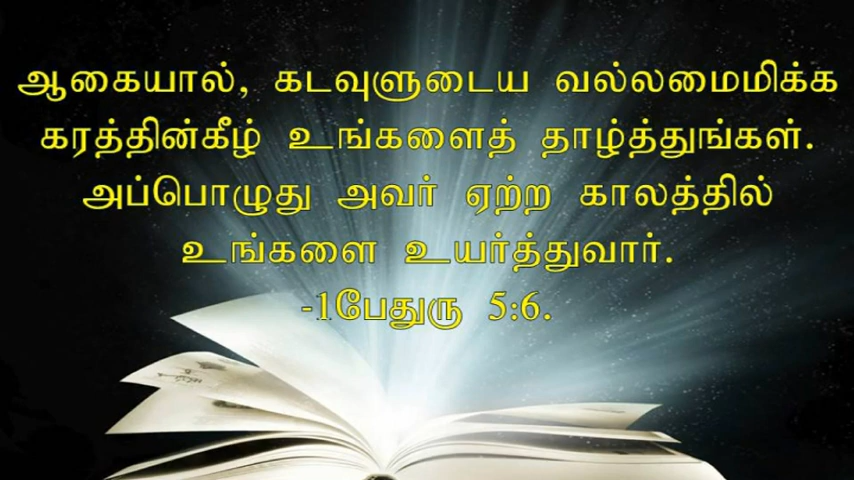 ஆகையால், கடவுளுடைய வல்லமைமிக்க
கரத்தின்கீழ் உங்களைத் தாழ்த்துங்கள்.
அப்பொழுது அவர் ஏற்ற காலத்தில்
உங்களை உயர்த்துவார்.
-1பேதுரு 5:6.